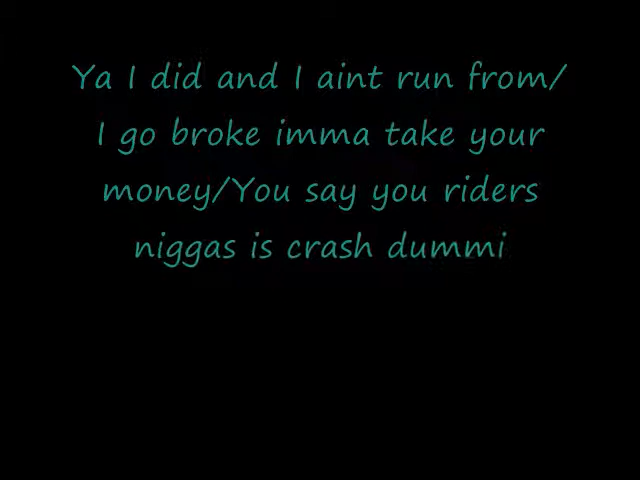 Ya I did and I aint run from/
I go broke imma take your
money/You say you riders
niggas is crash dummi